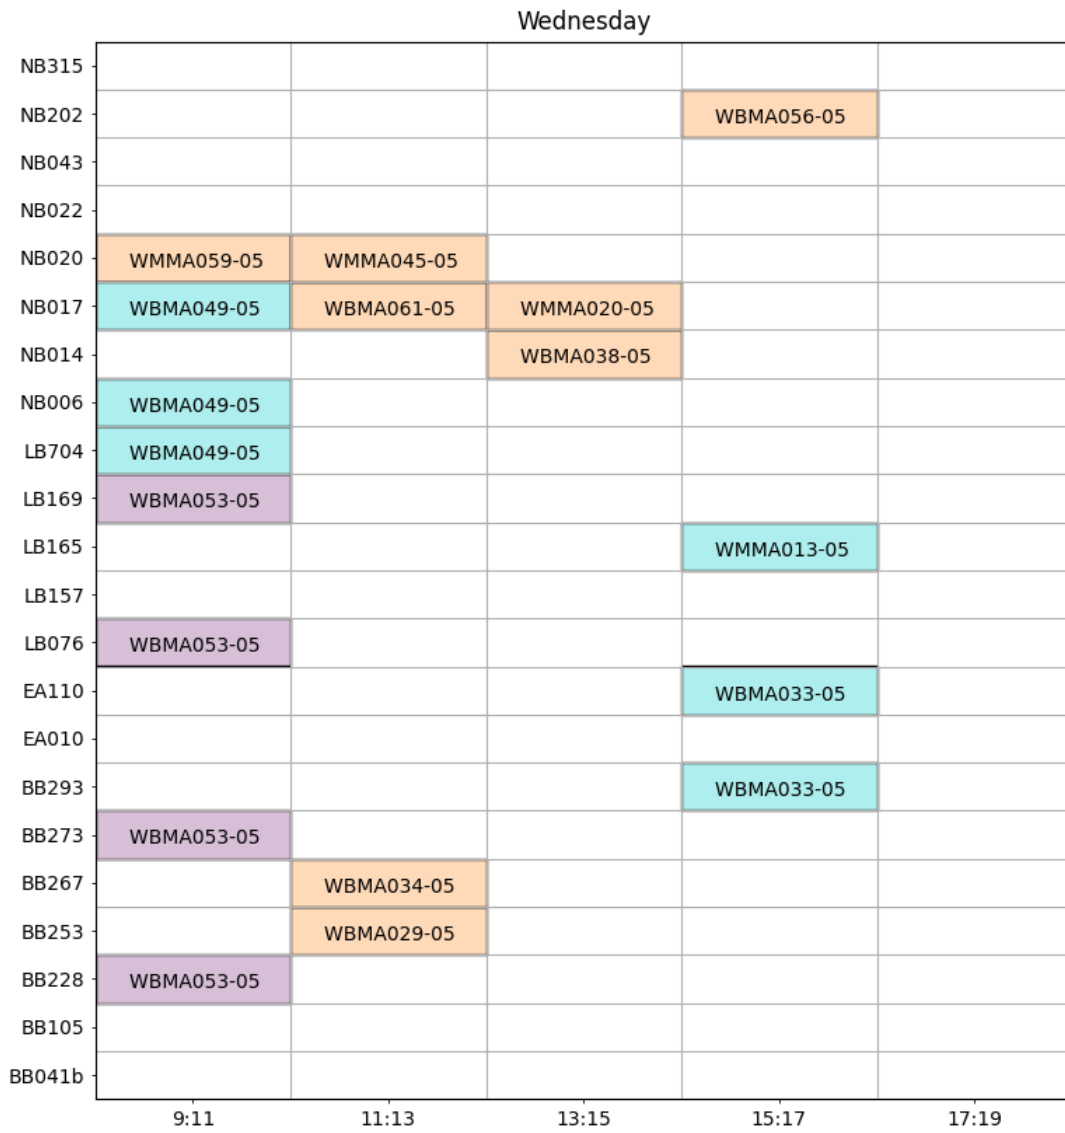 Wednesday
NB315
NB202 WBMA056-05
NB043
NB022
NB020 WMMA059-05 WMMA045-05
NB017 WBMA049-05 WBMA061-05 WMMA020-05
NB014 WBMA038-05
NB006 WBMA049-05
LB704 WBMA049-05
LB169 WBMA053-05
LB165 WMMA013-05
LB157
LB076 WBMA053-05
EA110 WBMA033-05
EA010
BB293 WBMA033-05
BB273 WBMA053-05
BB267 WBMA034-05
BB253 WBMA029-05
BB228 WBMA053-05
BB105
BB041b
9:11 11:13 13:15 15:17 17:19